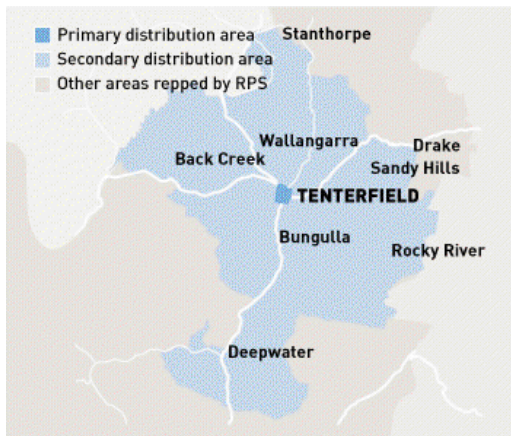 Primary distribution area
Stanthorpe
Secondary distribution area
Other areas repped by RPS
Wallangarra
Drake
Back Creek
Sandy Hills
TENTERFIELD
Bungulla
Rocky River
Deepwater